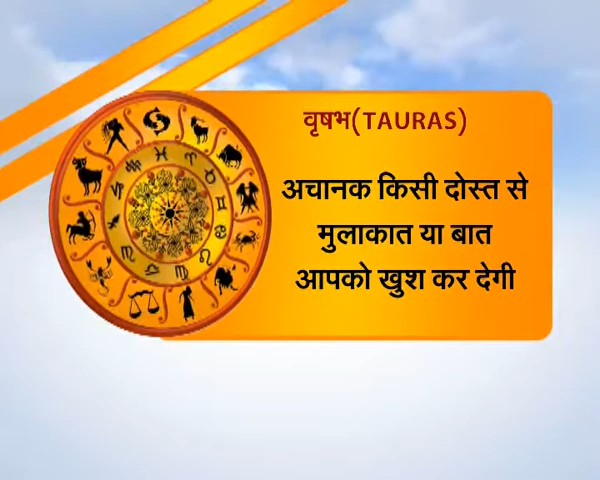 वृषभ(TAURAS)
अचानक किसी दोस्त से
मुलाकात या बात
आपको खुश कर देगी